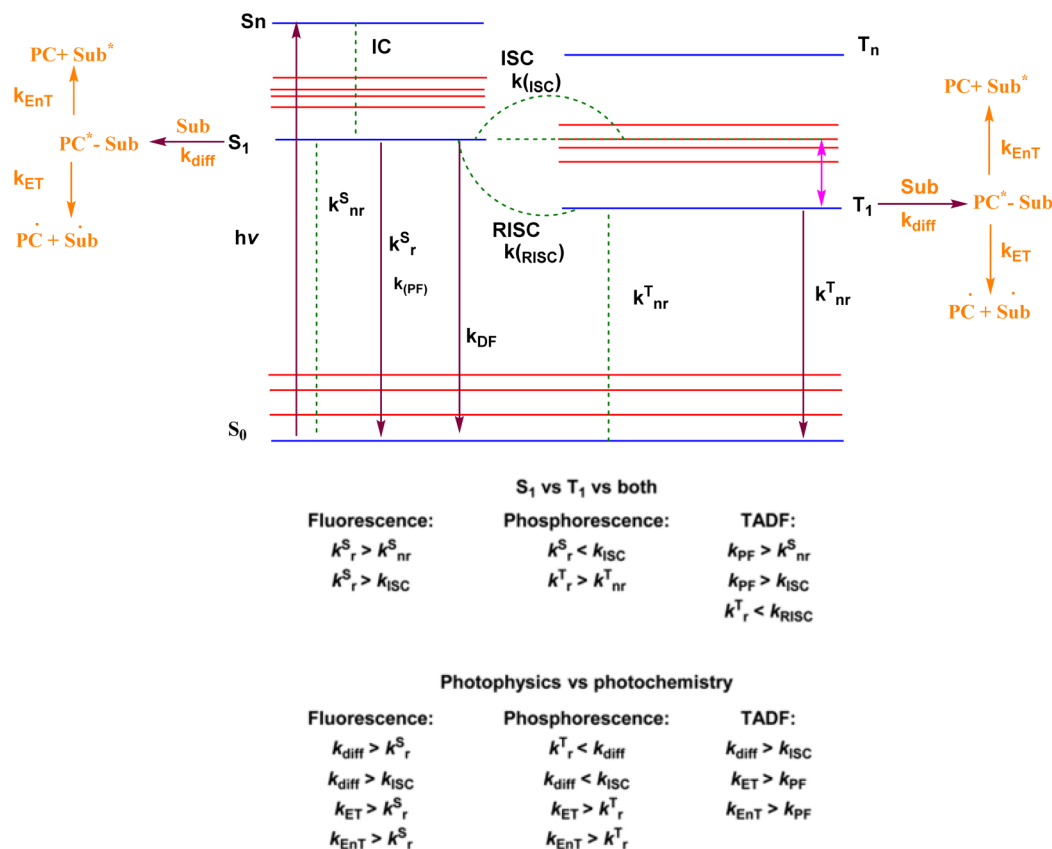 Sn
IC
ISC
k(ISC)
Tn
PC+ Sub*
kEnT
Sub
PC*- Sub
kdiff
kET
PC + Sub
S1
hν
kSnr
kSr
k(PF)
kDF
RISC
k(RISC)
T1
kTnr
kTnr
Sub
kdiff
PC+ Sub*
kEnT
PC*- Sub
kET
PC + Sub
S0
S1 vs T1 vs both
Fluorescence: Phosphorescence: TADF:
kSr > kSnr kSr < kISC kPF > kSnr
kSr > kISC kTr > kTnr kPF > kISC
kTr < kRISC
Photophysics vs photochemistry
Fluorescence: Phosphorescence: TADF:
kdiff > kSr kTr < kdiff kdiff > kISC
kdiff > kISC kdiff < kISC kET > kPF
kET > kSr kET > kTr kEnT > kPF
kEnT > kSr kEnT > kTr